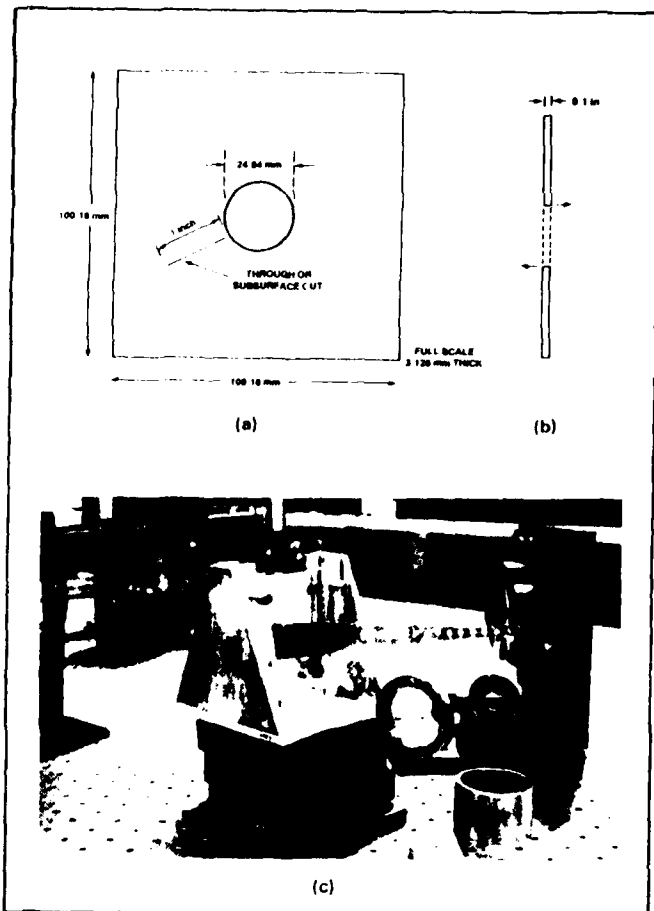 24.84 mm
0.1 in
100.18 mm
1 inch
THROUGH OR
SUBSURFACE CUT
FULL SCALE
3.126 mm THICK
100.18 mm
(a)
(b)
(c)